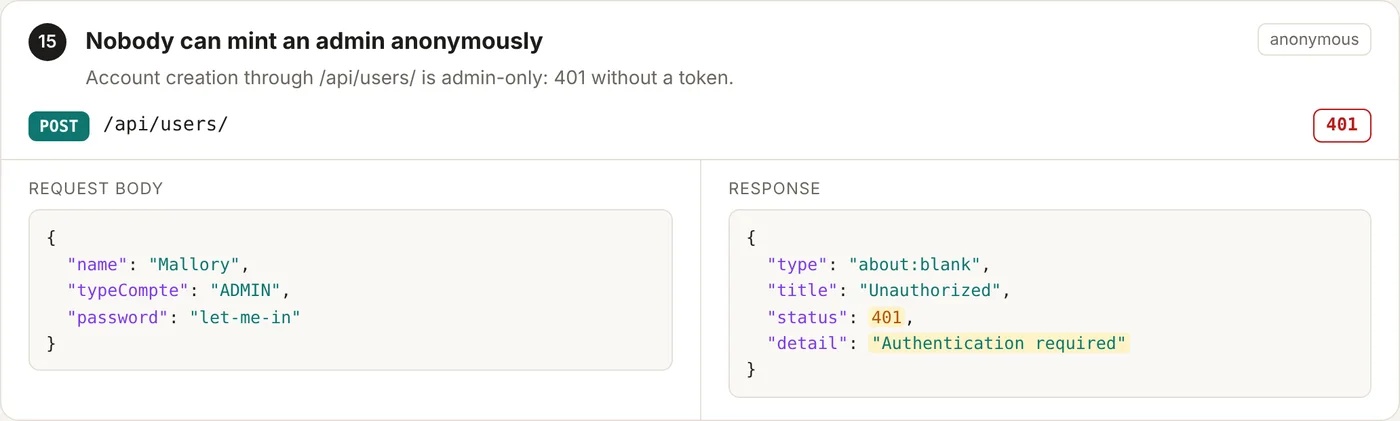 15 Nobody can mint an admin anonymously anonymous
Account creation through /api/users/ is admin-only: 401 without a token.
POST /api/users/ 401
REQUEST BODY
{
  "name": "Mallory",
  "typeCompte": "ADMIN",
  "password": "let-me-in"
}
RESPONSE
{
  "type": "about:blank",
  "title": "Unauthorized",
  "status": 401,
  "detail": "Authentication required"
}